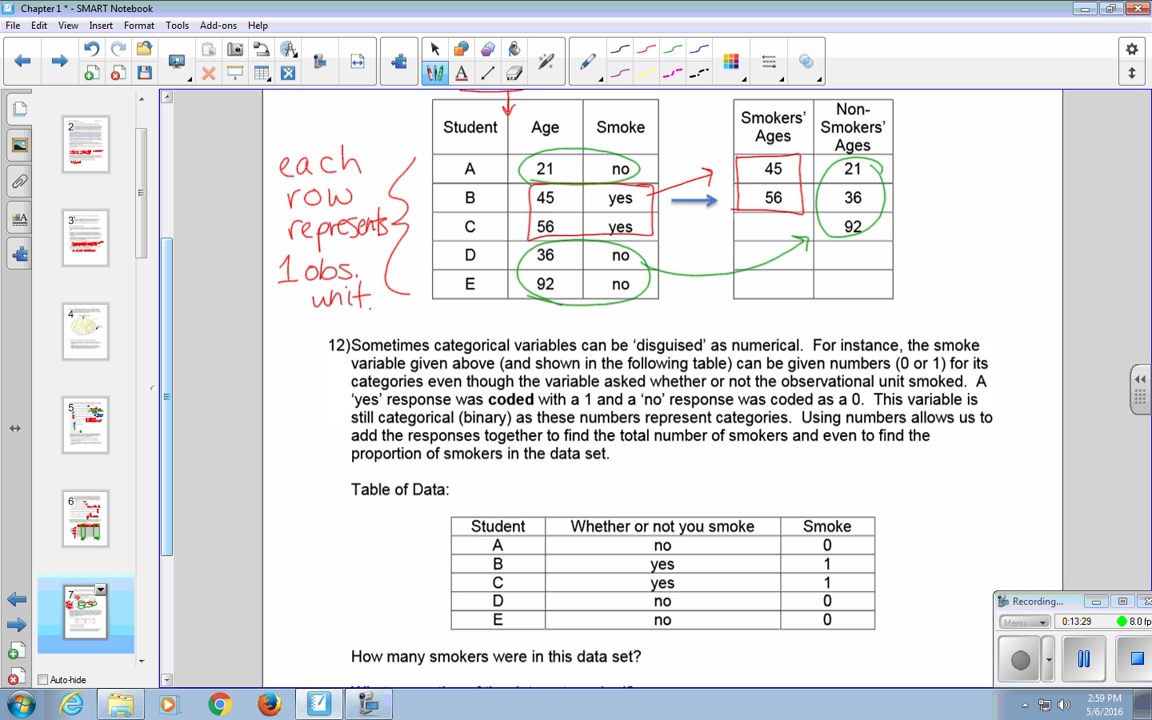 Chapter 1 * - SMART Notebook
File Edit View Insert Format Tools Add-ons Help
2
3
4
5
6
7
Auto-hide
each
row
represents
1 obs.
unit.
Student Age Smoke
A 21 no
B 45 yes
C 56 yes
D 36 no
E 92 no
Smokers' Ages Non-Smokers' Ages
45 21
56 36
92
12)Sometimes categorical variables can be 'disguised' as numerical. For instance, the smoke
variable given above (and shown in the following table) can be given numbers (0 or 1) for its
categories even though the variable asked whether or not the observational unit smoked. A
'yes' response was coded with a 1 and a 'no' response was coded as a 0. This variable is
still categorical (binary) as these numbers represent categories. Using numbers allows us to
add the responses together to find the total number of smokers and even to find the
proportion of smokers in the data set.
Table of Data:
Student Whether or not you smoke Smoke
A no 0
B yes 1
C yes 1
D no 0
E no 0
How many smokers were in this data set?
Recording...
Menu 0:13:29 8.0 fp
2:59 PM
5/6/2016